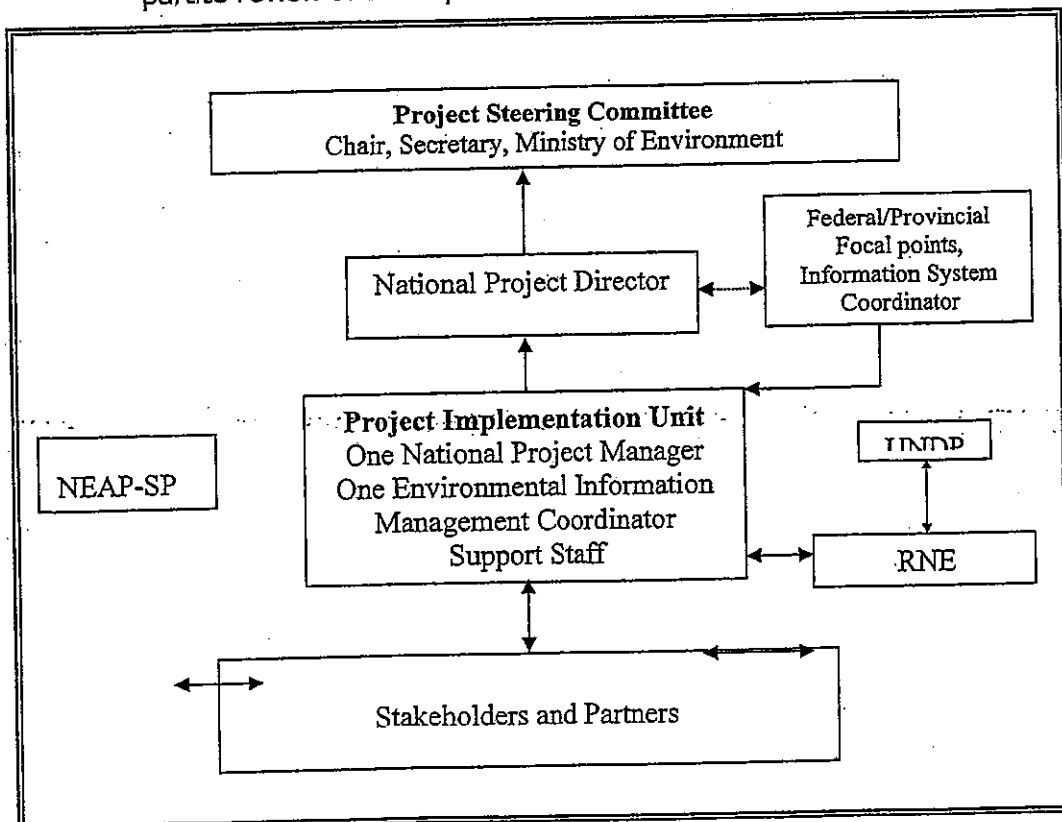 Project Steering Committee
Chair, Secretary, Ministry of Environment
Federal/Provincial
Focal points,
Information System
Coordinator
National Project Director
Project Implementation Unit
One National Project Manager
One Environmental Information
Management Coordinator
Support Staff
NEAP-SP
UNDP
RNE
Stakeholders and Partners